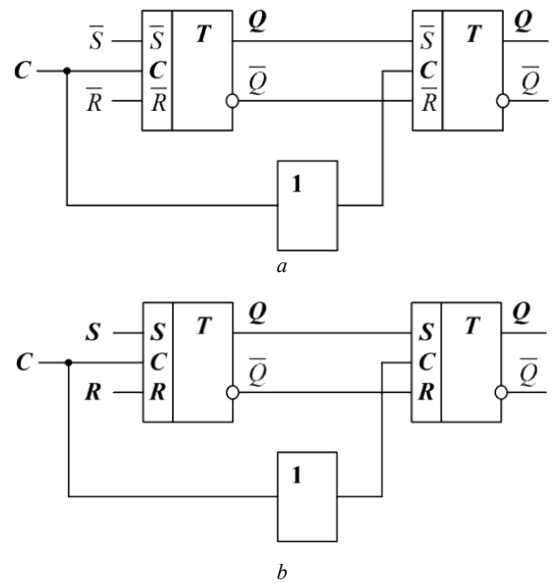 S̅ S̅ T Q S̅ T Q
C C Q̅ C Q̅
R̅ R̅ R̅
1
a
S S T Q S T Q
C C Q̅ C Q̅
R R R
1
b